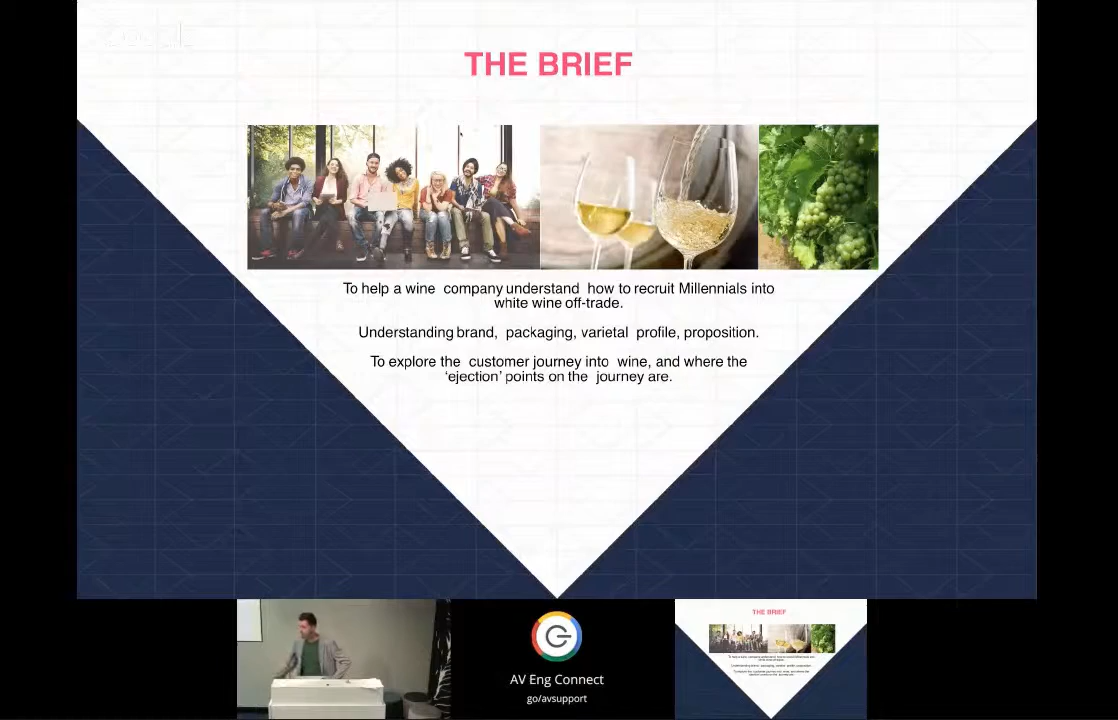 THE BRIEF
To help a wine company understand how to recruit Millennials into
white wine off-trade.
Understanding brand, packaging, varietal profile, proposition.
To explore the customer journey into wine, and where the
‘ejection’ points on the journey are.
AV Eng Connect
go/avsupport
THE BRIEF